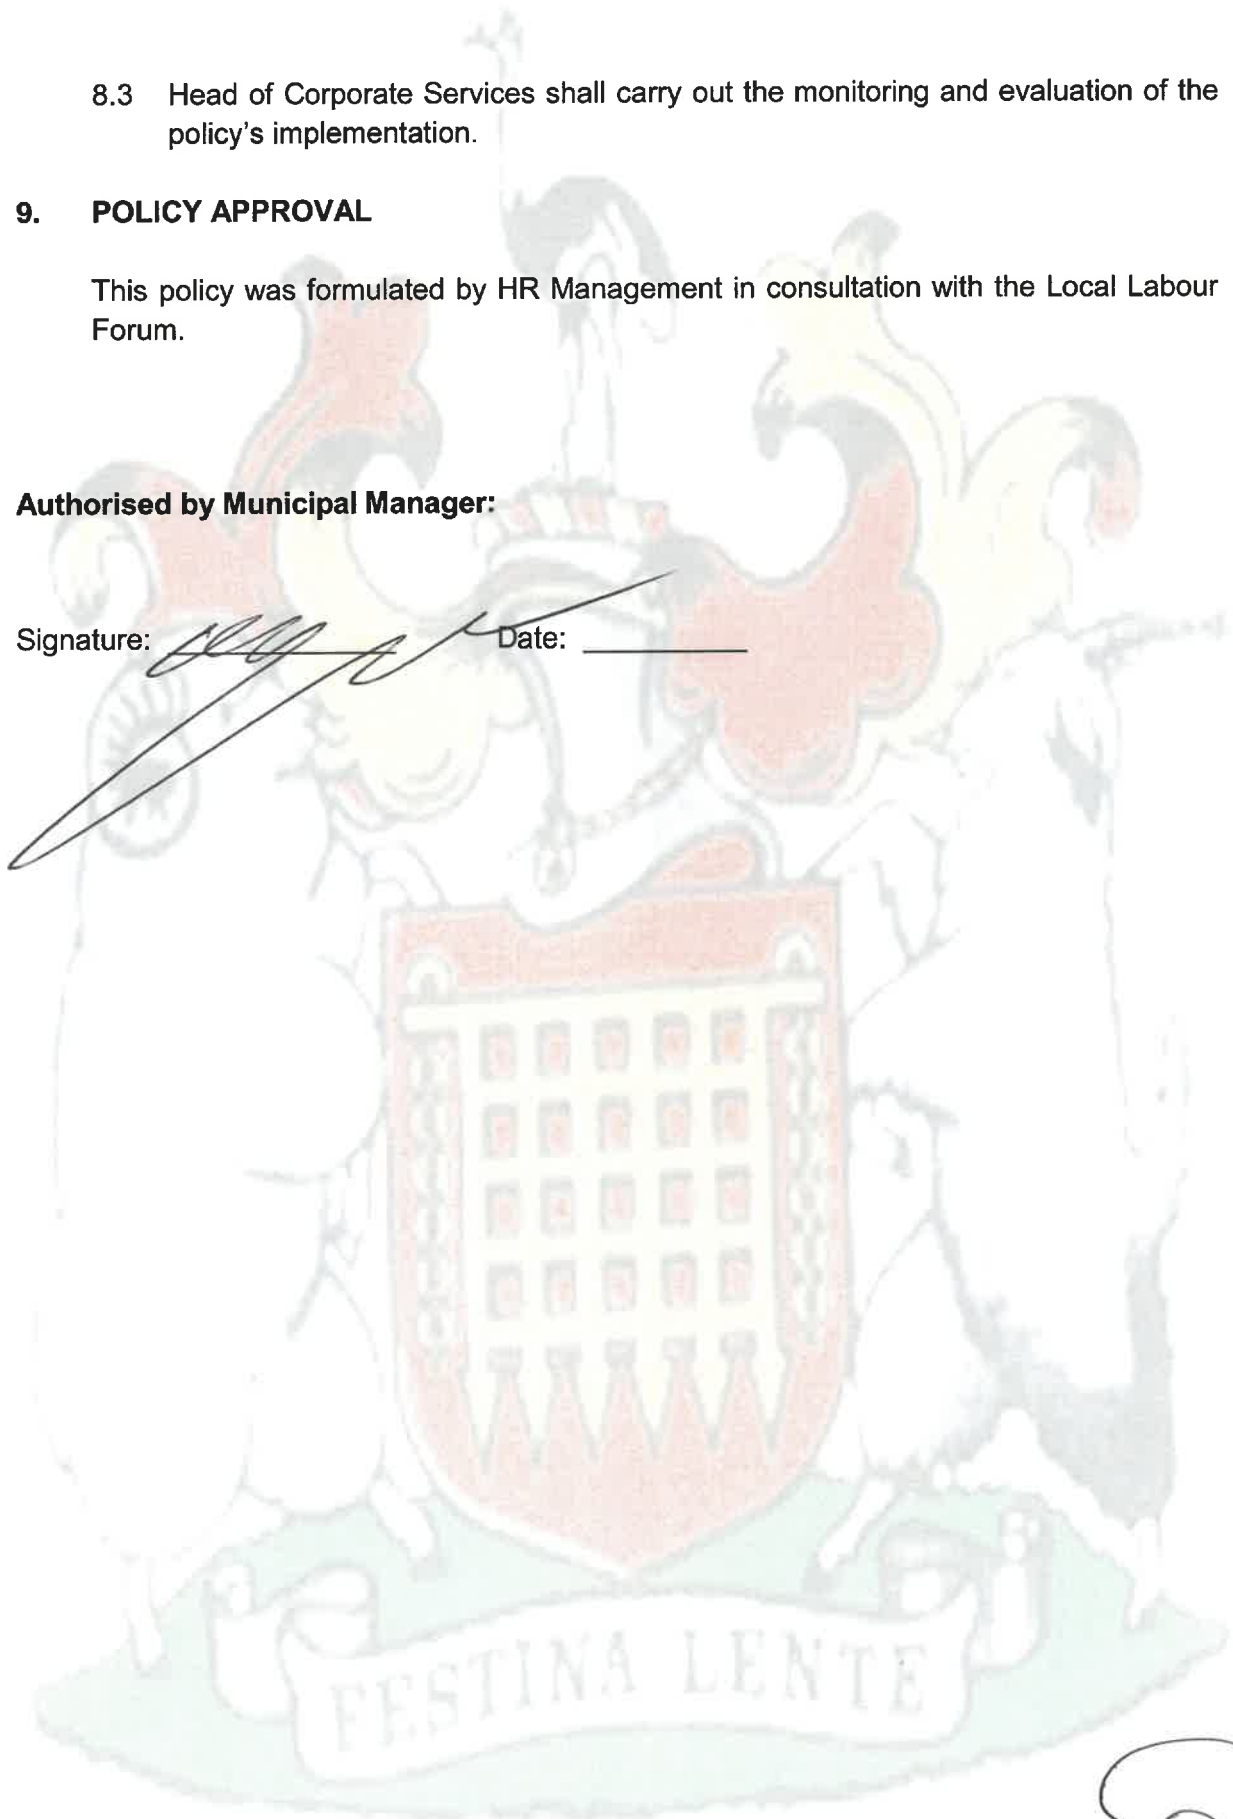 8.3 Head of Corporate Services shall carry out the monitoring and evaluation of the
policy's implementation.
9. POLICY APPROVAL
This policy was formulated by HR Management in consultation with the Local Labour
Forum.
Authorised by Municipal Manager:
Signature: Date:
FESTINA LENTE